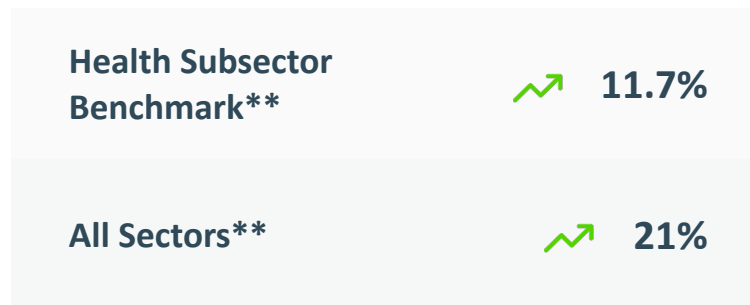 Health Subsector
Benchmark**
11.7%
All Sectors**
21%